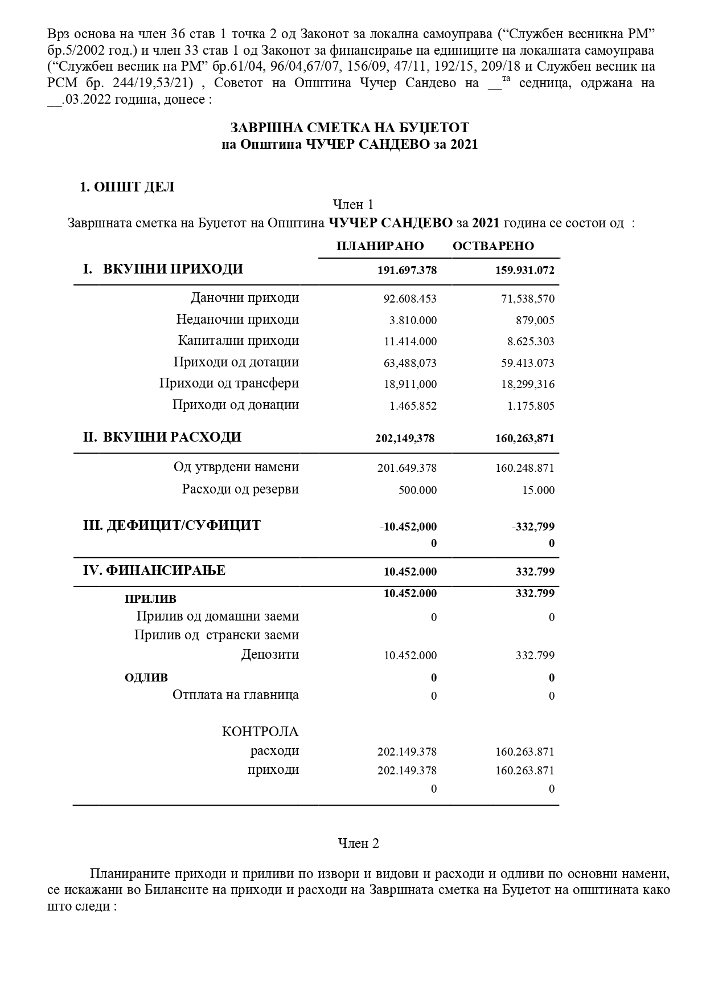 Врз основа на член 36 став 1 точка 2 од Законот за локална самоуправа (“Службен весникна РМ”
бр.5/2002 год.) и член 33 став 1 од Законот за финансирање на единиците на локалната самоуправа
(“Службен весник на РМ” бр.61/04, 96/04,67/07, 156/09, 47/11, 192/15, 209/18 и Службен весник на
РСМ бр. 244/19,53/21) , Советот на Општина Чучер Сандево на __та седница, одржана на
__.03.2022 година, донесе :
ЗАВРШНА СМЕТКА НА БУЏЕТОТ
на Општина ЧУЧЕР САНДЕВО за 2021
1. ОПШТ ДЕЛ
Член 1
Завршната сметка на Буџетот на Општина ЧУЧЕР САНДЕВО за 2021 година се состои од :
ПЛАНИРАНО ОСТВАРЕНО
I. ВКУПНИ ПРИХОДИ 191.697.378 159.931.072
Даночни приходи 92.608.453 71,538,570
Неданочни приходи 3.810.000 879,005
Капитални приходи 11.414.000 8.625.303
Приходи од дотации 63,488,073 59.413.073
Приходи од трансфери 18,911,000 18,299,316
Приходи од донации 1.465.852 1.175.805
II. ВКУПНИ РАСХОДИ 202,149,378 160,263,871
Од утврдени намени 201.649.378 160.248.871
Расходи од резерви 500.000 15.000
III. ДЕФИЦИТ/СУФИЦИТ -10.452,000 -332,799
0 0
IV. ФИНАНСИРАЊЕ 10.452.000 332.799
ПРИЛИВ 10.452.000 332.799
Прилив од домашни заеми 0 0
Прилив од странски заеми
Депозити 10.452.000 332.799
ОДЛИВ 0 0
Отплата на главница 0 0
КОНТРОЛА
расходи 202.149.378 160.263.871
приходи 202.149.378 160.263.871
0 0
Член 2
Планираните приходи и приливи по извори и видови и расходи и одливи по основни намени,
се искажани во Билансите на приходи и расходи на Завршната сметка на Буџетот на општината како
што следи :